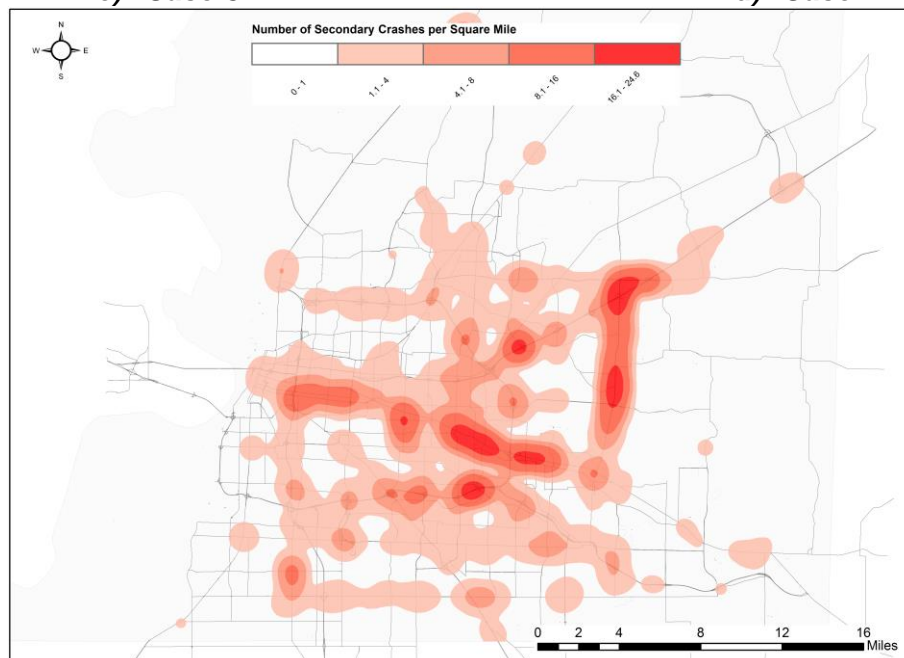 N
W E
S
Number of Secondary Crashes per Square Mile
0 - 1
1.1 - 4
4.1 - 8
8.1 - 16
16.1 - 24.6
0 2 4 8 12 16
Miles